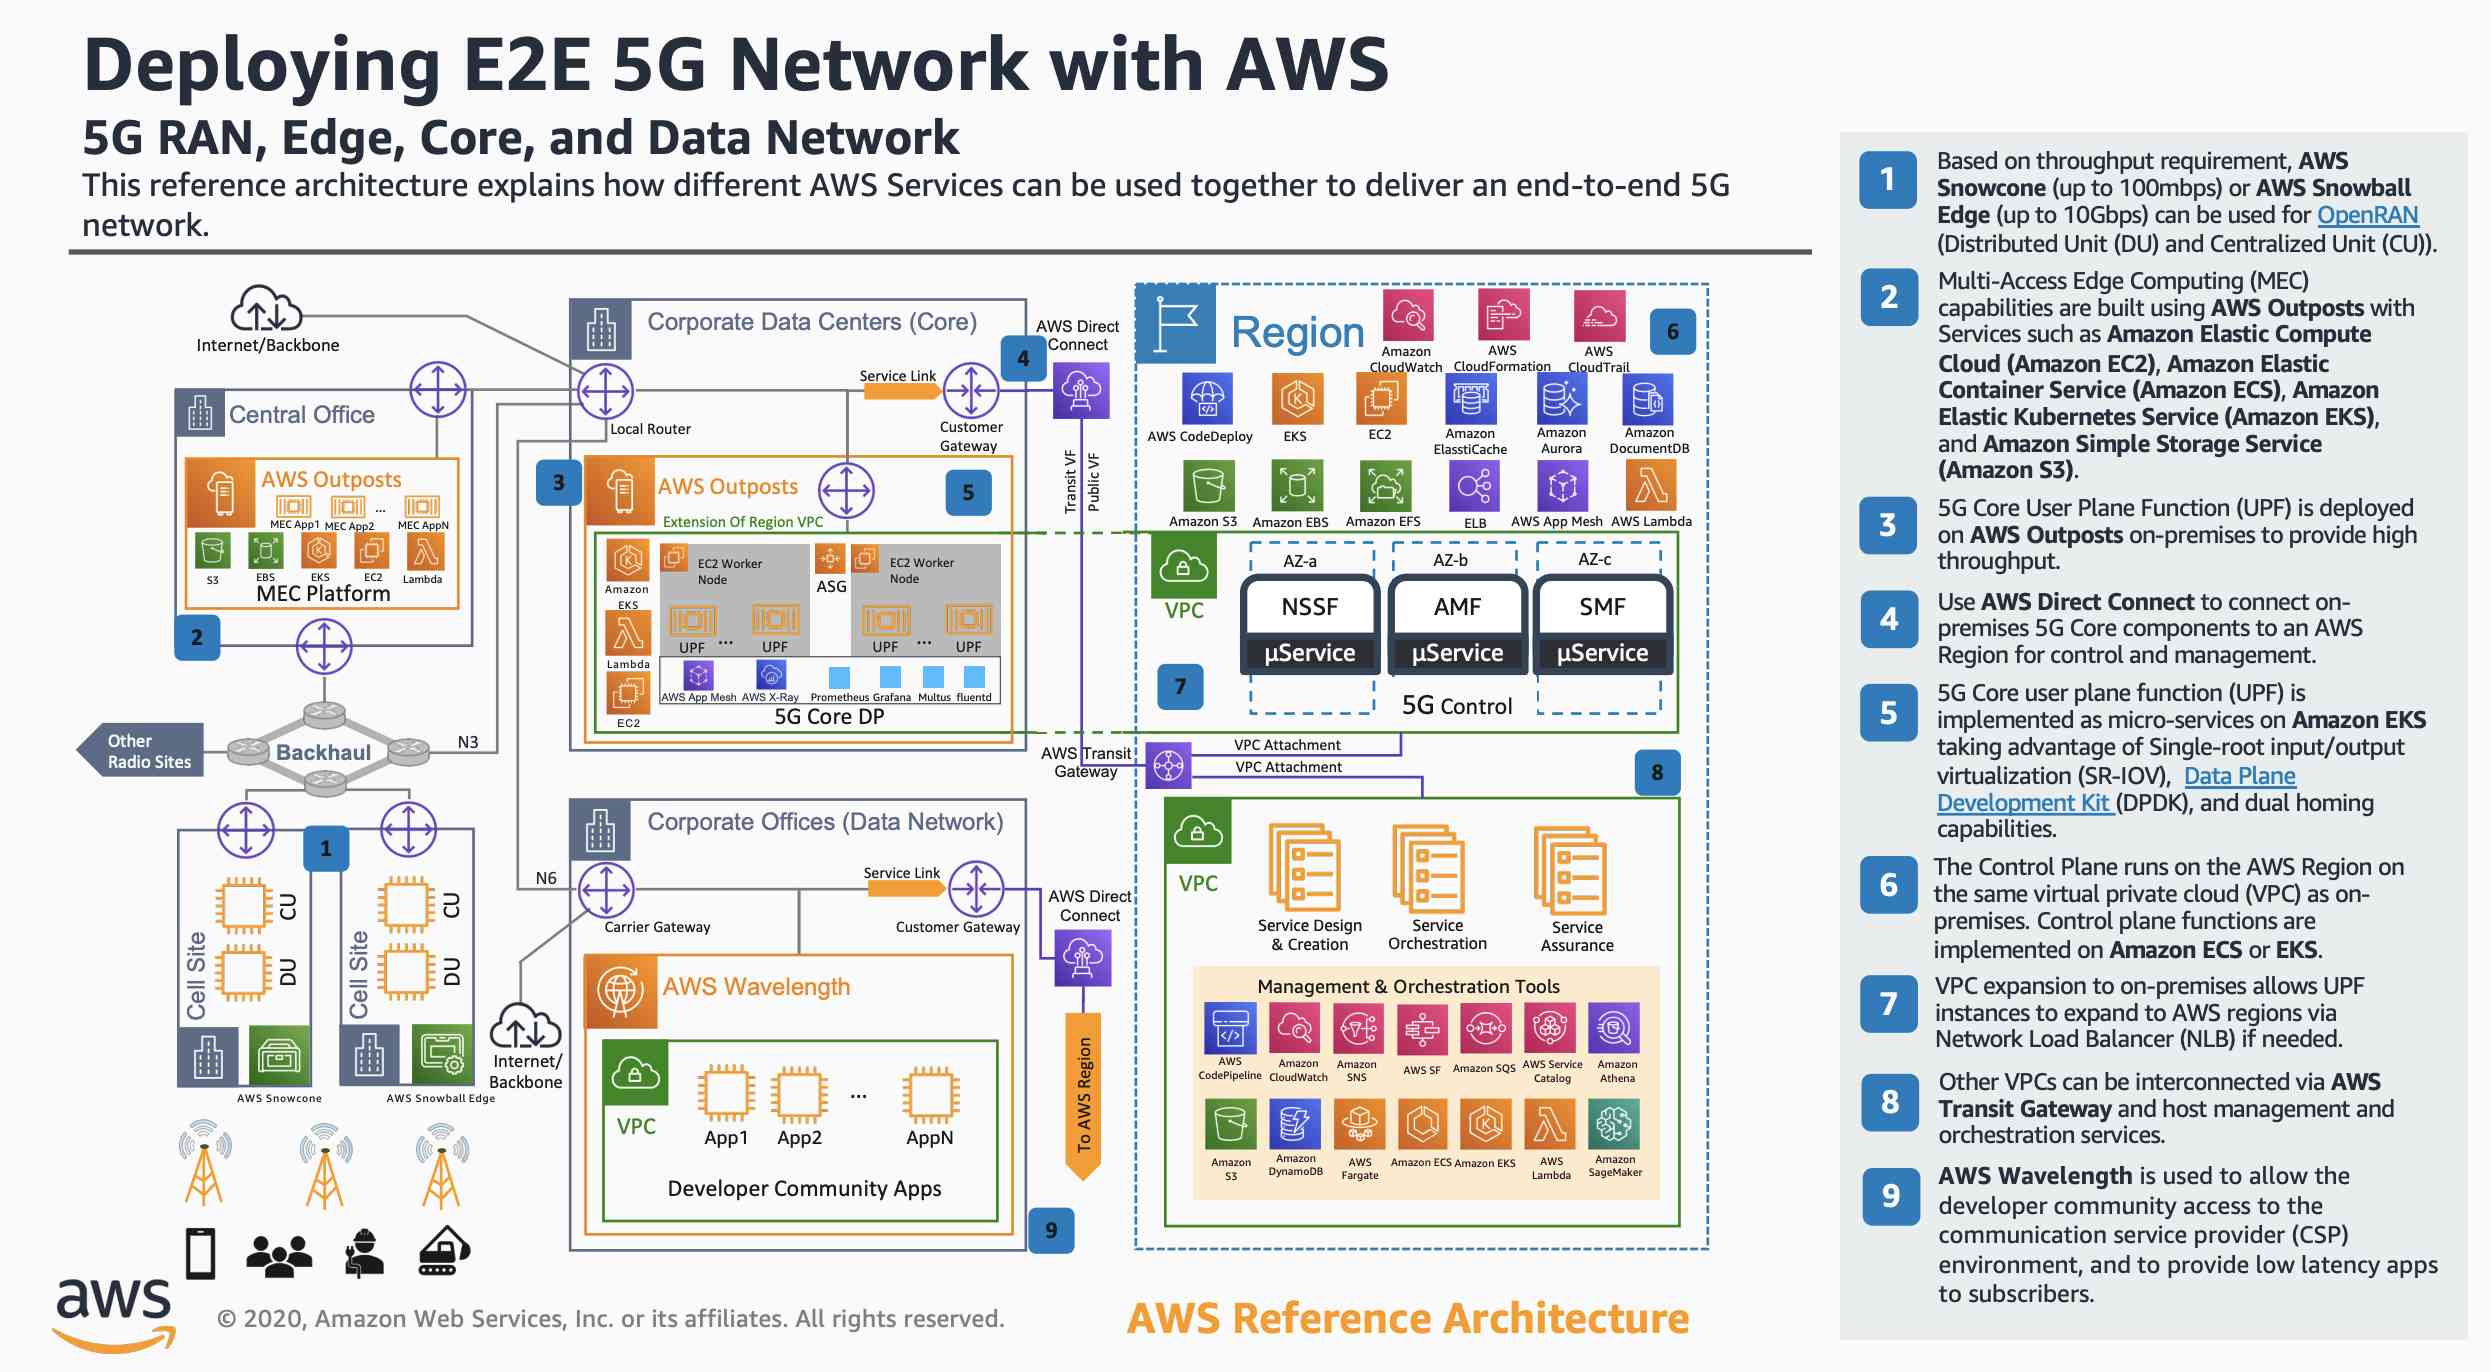 Deploying E2E 5G Network with AWS
5G RAN, Edge, Core, and Data Network
This reference architecture explains how different AWS Services can be used together to deliver an end-to-end 5G
network.
Internet/Backbone
Central Office
AWS Outposts
MEC App1
MEC App2
...
MEC AppN
S3
EBS
EKS
EC2
Lambda
MEC Platform
2
Other
Radio Sites
Backhaul
N3
1
Cell Site
CU
DU
Cell Site
CU
DU
AWS Snowcone
AWS Snowball Edge
Corporate Data Centers (Core)
Local Router
Service Link
Customer
Gateway
4
AWS Direct
Connect
3
AWS Outposts
5
Extension Of Region VPC
Amazon
EKS
Lambda
EC2
EC2 Worker
Node
UPF
...
UPF
ASG
EC2 Worker
Node
UPF
...
UPF
AWS App Mesh
AWS X-Ray
Prometheus
Grafana
Multus
fluentd
5G Core DP
Transit VF
Public VF
AWS Transit
Gateway
Corporate Offices (Data Network)
N6
Carrier Gateway
Service Link
Customer Gateway
AWS Direct
Connect
Internet/
Backbone
AWS Wavelength
VPC
App1
App2
...
AppN
Developer Community Apps
To AWS Region
9
Region
6
Amazon
CloudWatch
AWS
CloudFormation
AWS
CloudTrail
AWS CodeDeploy
EKS
EC2
Amazon
ElasstiCache
Amazon
Aurora
Amazon
DocumentDB
Amazon S3
Amazon EBS
Amazon EFS
ELB
AWS App Mesh
AWS Lambda
VPC
AZ-a
AZ-b
AZ-c
NSSF
AMF
SMF
µService
µService
µService
7
5G Control
VPC Attachment
VPC Attachment
8
VPC
Service Design
& Creation
Service
Orchestration
Service
Assurance
Management & Orchestration Tools
AWS
CodePipeline
Amazon
CloudWatch
Amazon
SNS
AWS SF
Amazon SQS
AWS Service
Catalog
Amazon
Athena
Amazon
S3
Amazon
DynamoDB
AWS
Fargate
Amazon ECS
Amazon EKS
AWS
Lambda
Amazon
SageMaker
1
Based on throughput requirement, AWS
Snowcone (up to 100mbps) or AWS Snowball
Edge (up to 10Gbps) can be used for OpenRAN
(Distributed Unit (DU) and Centralized Unit (CU)).
2
Multi-Access Edge Computing (MEC)
capabilities are built using AWS Outposts with
Services such as Amazon Elastic Compute
Cloud (Amazon EC2), Amazon Elastic
Container Service (Amazon ECS), Amazon
Elastic Kubernetes Service (Amazon EKS),
and Amazon Simple Storage Service
(Amazon S3).
3
5G Core User Plane Function (UPF) is deployed
on AWS Outposts on-premises to provide high
throughput.
4
Use AWS Direct Connect to connect on-
premises 5G Core components to an AWS
Region for control and management.
5
5G Core user plane function (UPF) is
implemented as micro-services on Amazon EKS
taking advantage of Single-root input/output
virtualization (SR-IOV), Data Plane
Development Kit (DPDK), and dual homing
capabilities.
6
The Control Plane runs on the AWS Region on
the same virtual private cloud (VPC) as on-
premises. Control plane functions are
implemented on Amazon ECS or EKS.
7
VPC expansion to on-premises allows UPF
instances to expand to AWS regions via
Network Load Balancer (NLB) if needed.
8
Other VPCs can be interconnected via AWS
Transit Gateway and host management and
orchestration services.
9
AWS Wavelength is used to allow the
developer community access to the
communication service provider (CSP)
environment, and to provide low latency apps
to subscribers.
aws
© 2020, Amazon Web Services, Inc. or its affiliates. All rights reserved.
AWS Reference Architecture